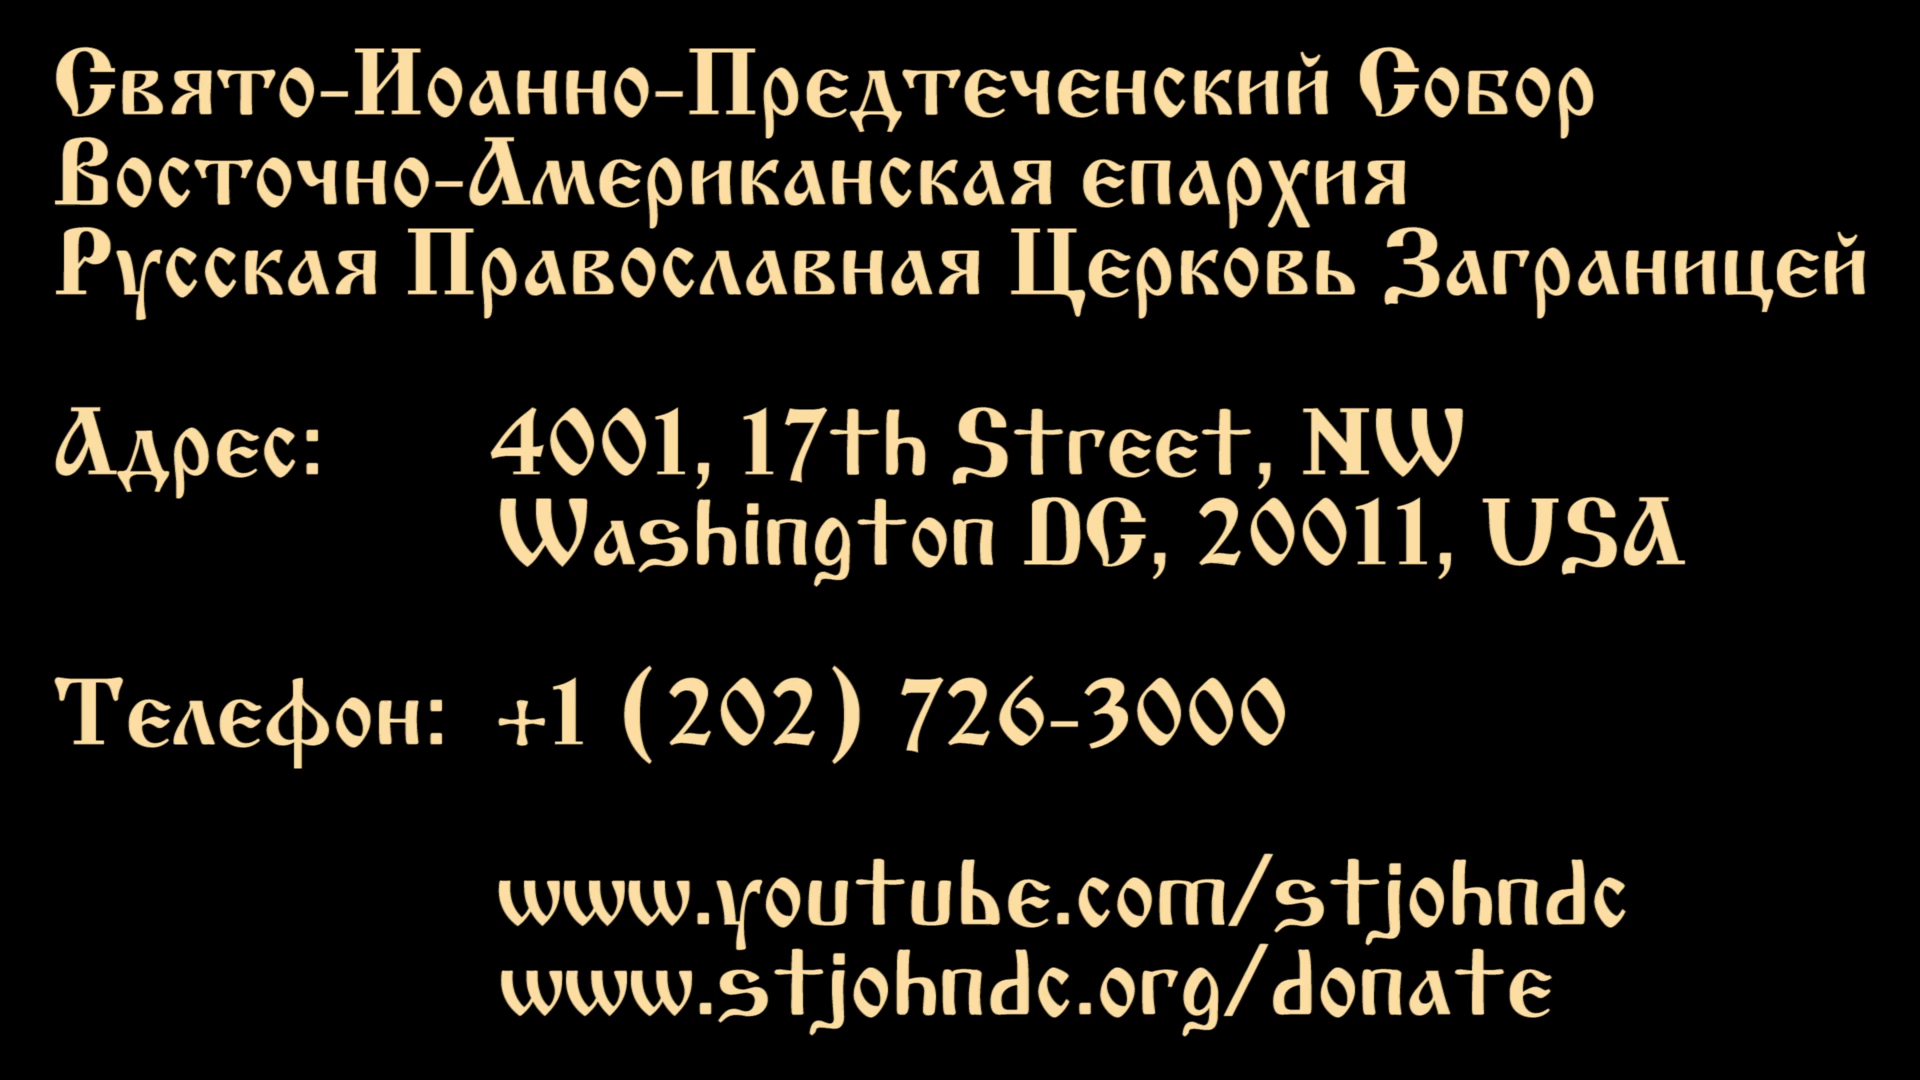 Свято-Иоанно-Предтеченский Собор
Восточно-Американская епархия
Русская Православная Церковь Заграницей
Адрес: 4001, 17th Street, NW
Washington DC, 20011, USA
Телефон: +1 (202) 726-3000
www.youtube.com/stjohndc
www.stjohndc.org/donate